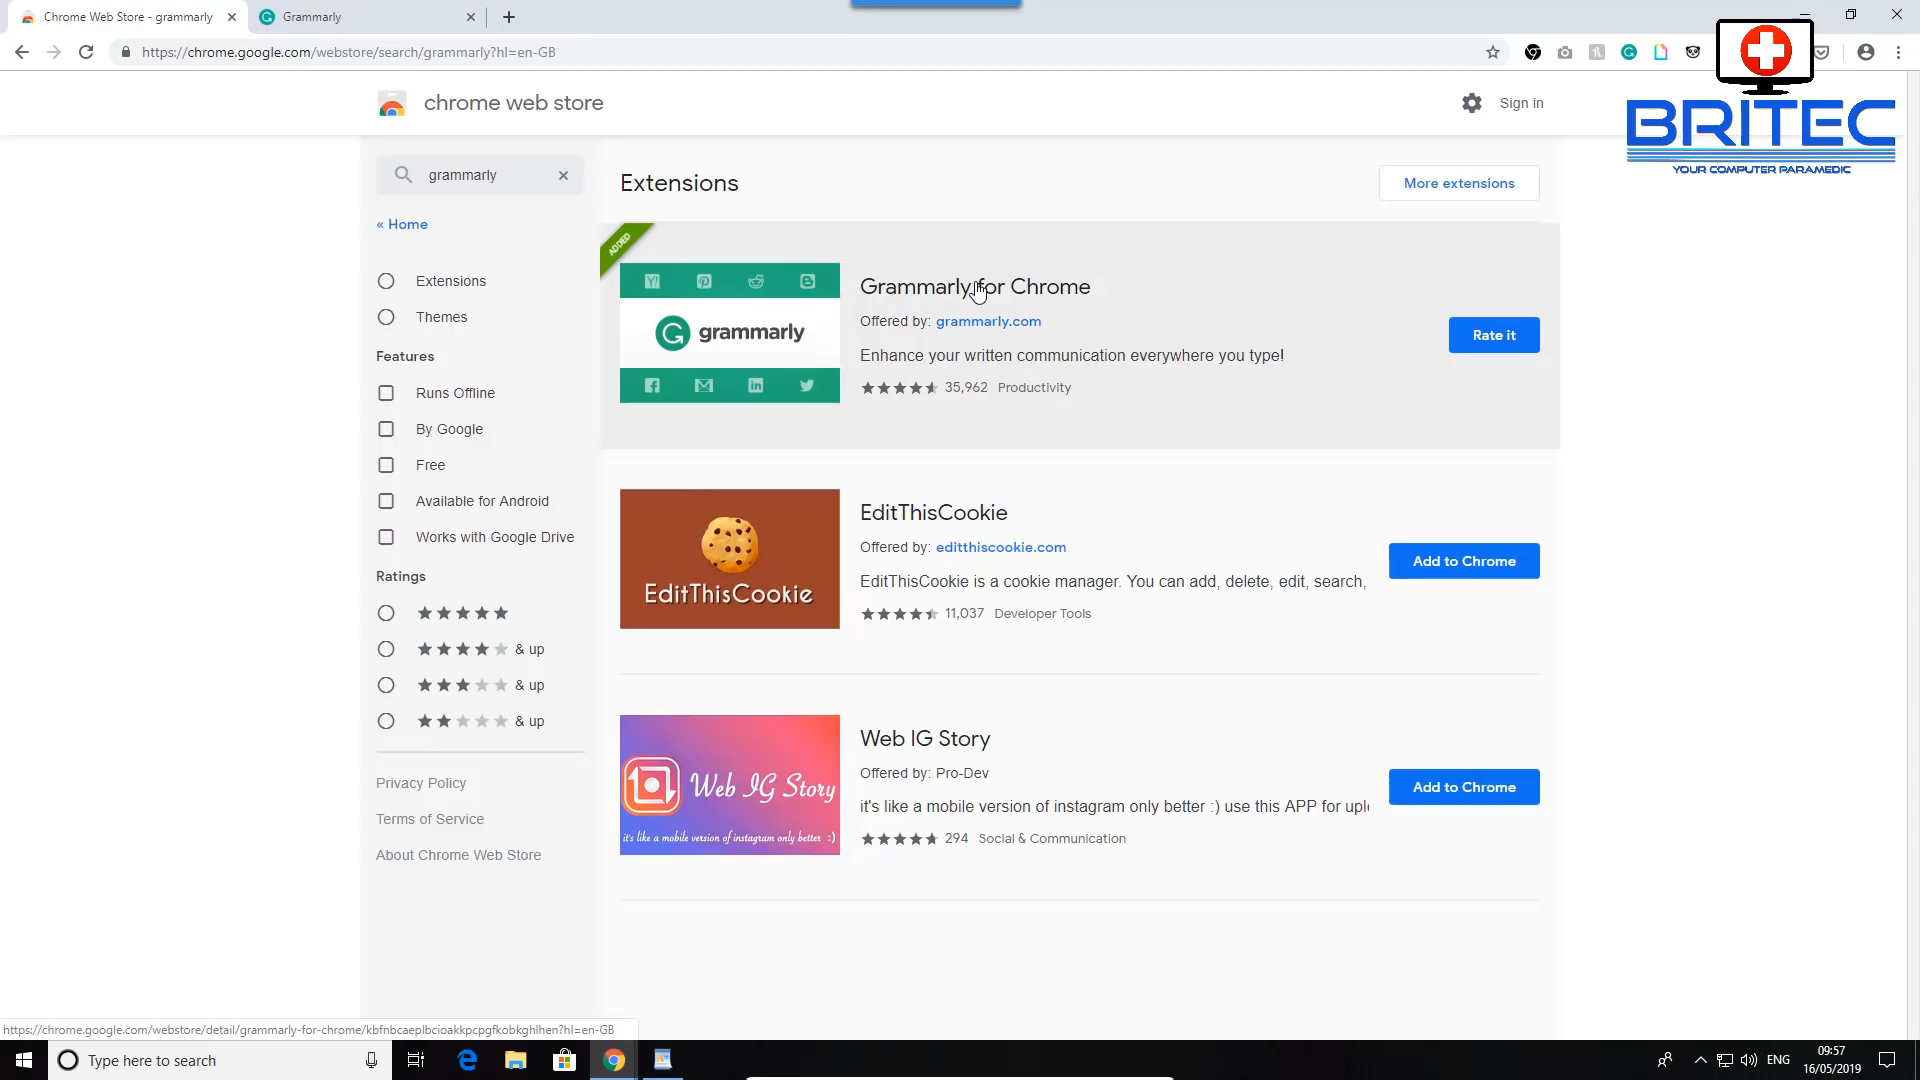 Chrome Web Store - grammarly
Grammarly
https://chrome.google.com/webstore/search/grammarly?hl=en-GB
BRITEC
YOUR COMPUTER PARAMEDIC
chrome web store
Sign in
grammarly
« Home
Extensions
Themes
Features
Runs Offline
By Google
Free
Available for Android
Works with Google Drive
Ratings
& up
& up
& up
Privacy Policy
Terms of Service
About Chrome Web Store
Extensions
More extensions
ADDED
grammarly
Grammarly for Chrome
Offered by: grammarly.com
Enhance your written communication everywhere you type!
35,962 Productivity
Rate it
EditThisCookie
EditThisCookie
Offered by: editthiscookie.com
EditThisCookie is a cookie manager. You can add, delete, edit, search,
11,037 Developer Tools
Add to Chrome
Web IG Story
it's like a mobile version of instagram only better :)
Web IG Story
Offered by: Pro-Dev
it's like a mobile version of instagram only better :) use this APP for uplo
294 Social & Communication
Add to Chrome
https://chrome.google.com/webstore/detail/grammarly-for-chrome/kbfnbcaeplbcioakkpcpgfkobkghlhen?hl=en-GB
Type here to search
ENG
09:57
16/05/2019